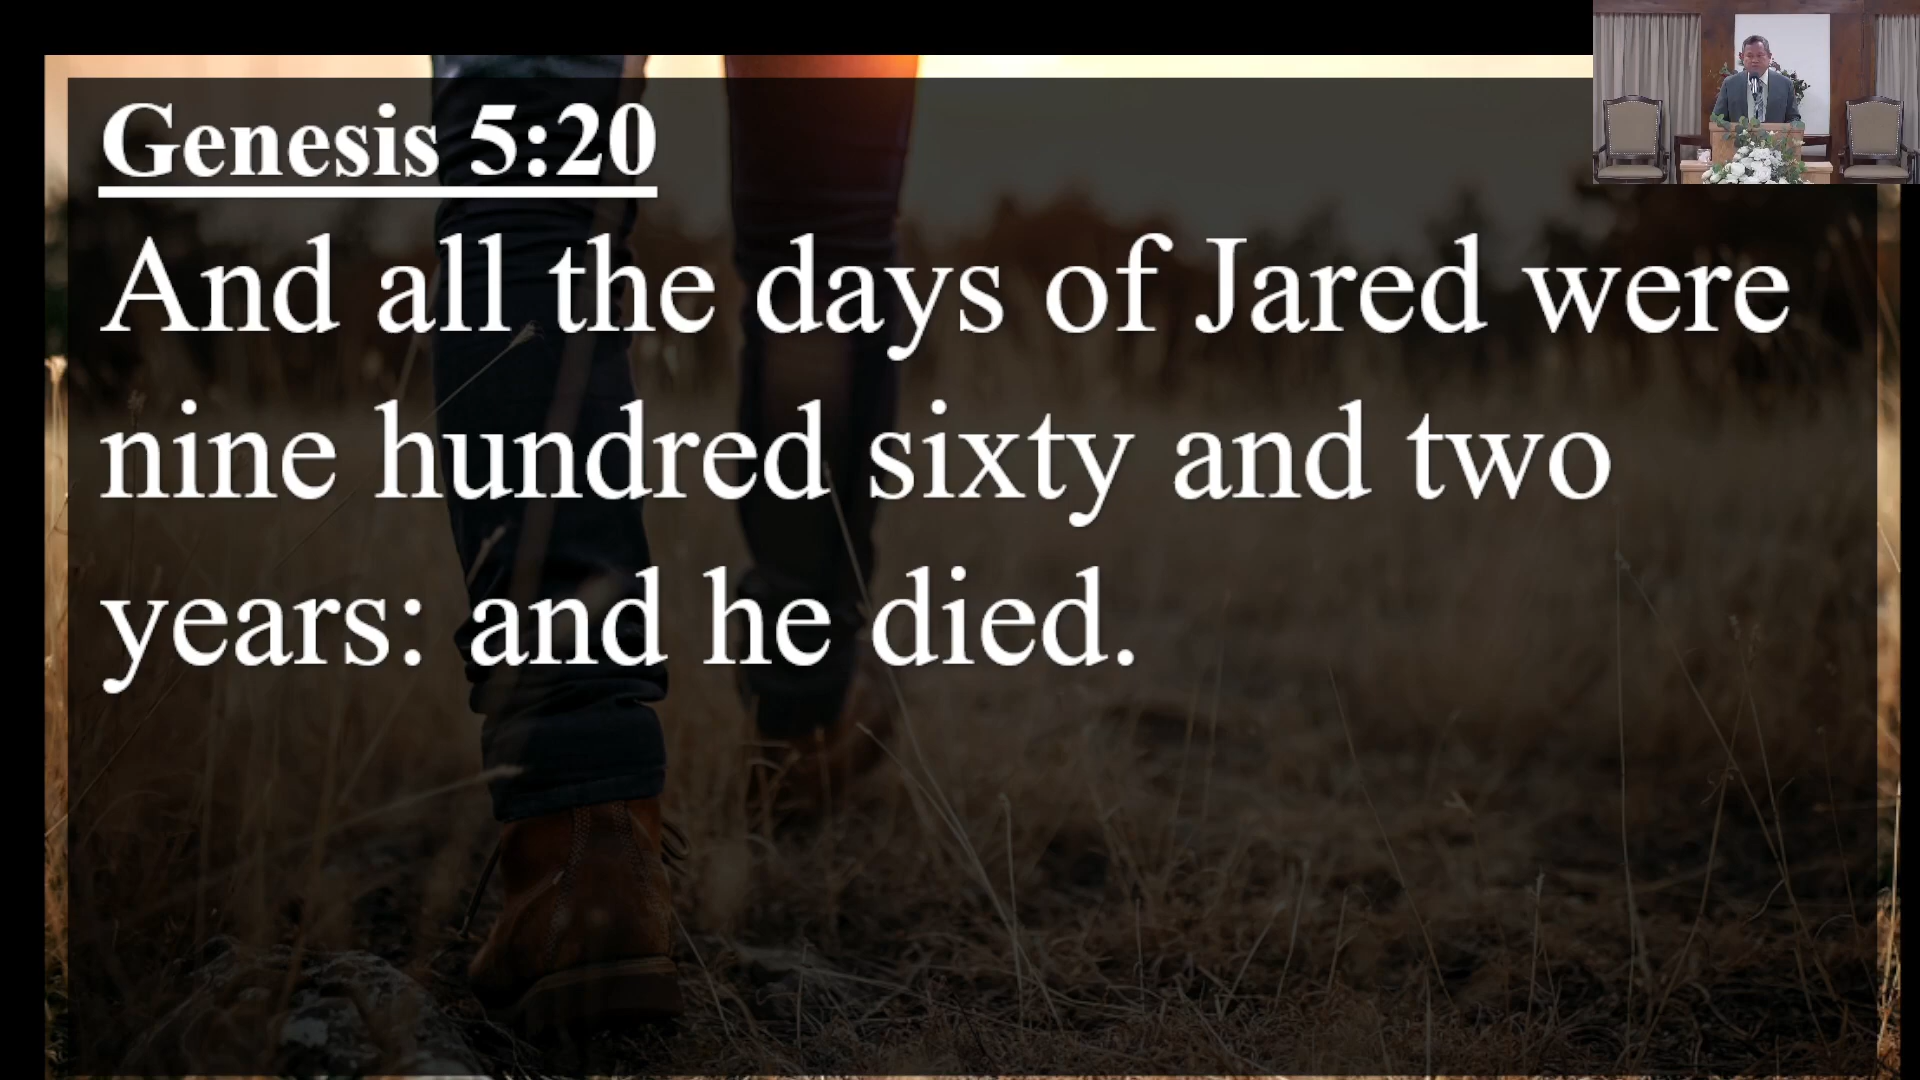 Genesis 5:20
And all the days of Jared were
nine hundred sixty and two
years: and he died.